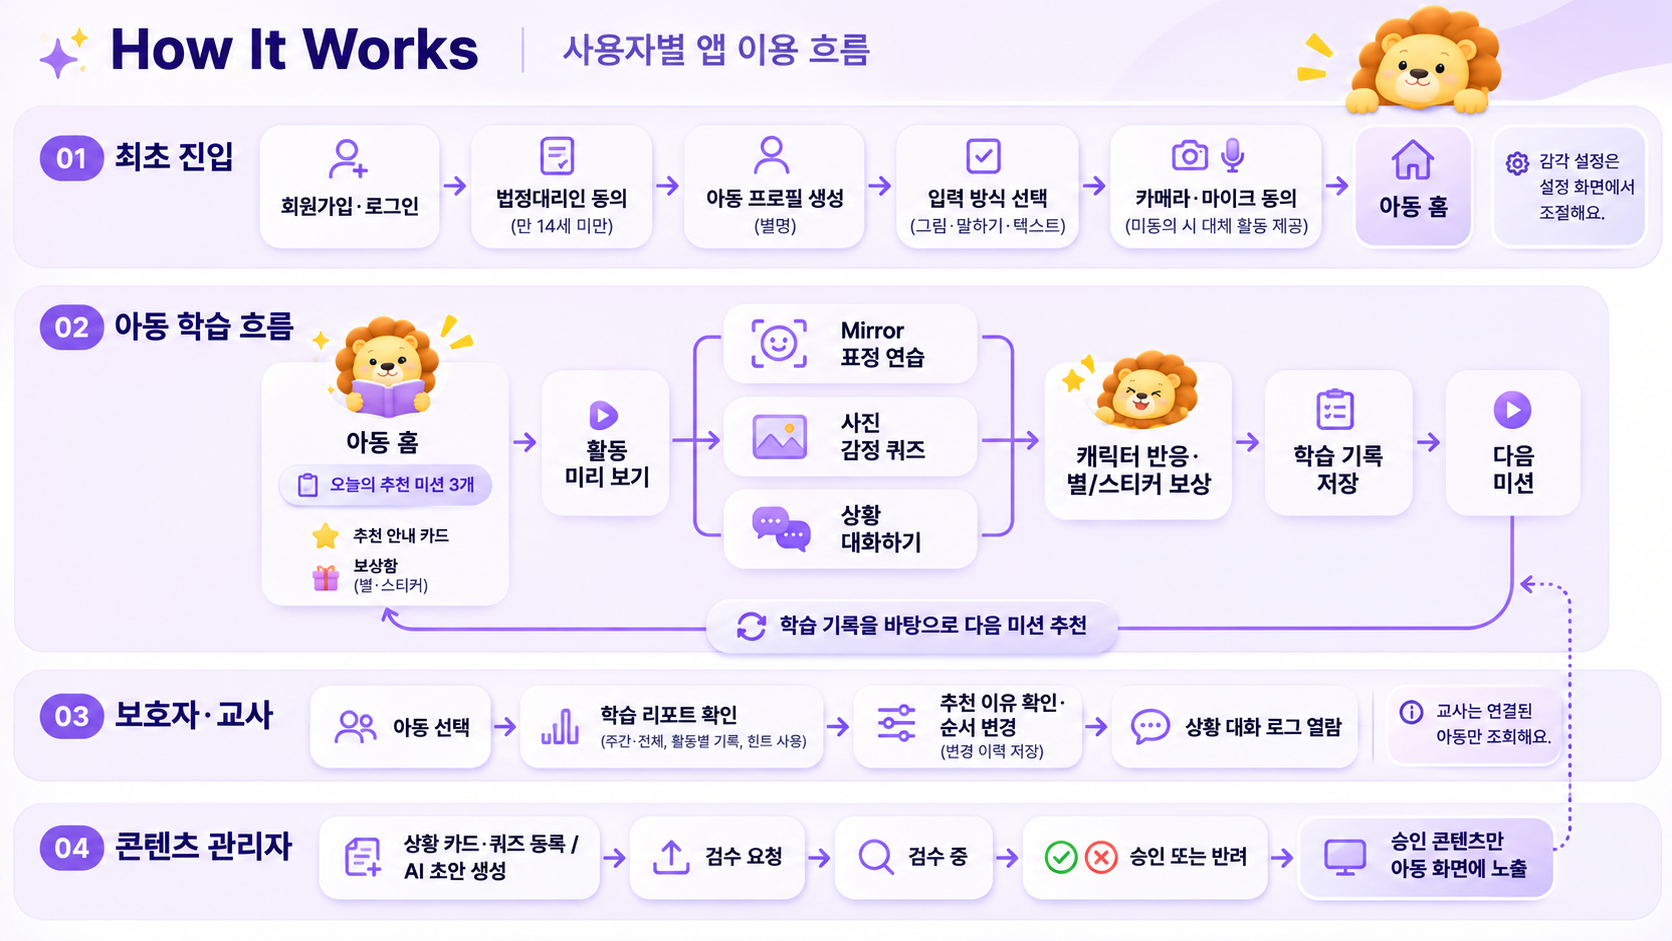 How It Works
사용자별 앱 이용 흐름
01 최초 진입
회원가입·로그인
법정대리인 동의
(만 14세 미만)
아동 프로필 생성
(별명)
입력 방식 선택
(그림·말하기·텍스트)
카메라·마이크 동의
(미동의 시 대체 활동 제공)
아동 홈
감각 설정은
설정 화면에서
조절해요.
02 아동 학습 흐름
아동 홈
오늘의 추천 미션 3개
추천 안내 카드
보상함
(별·스티커)
활동
미리 보기
Mirror
표정 연습
사진
감정 퀴즈
상황
대화하기
캐릭터 반응·
별/스티커 보상
학습 기록
저장
다음
미션
학습 기록을 바탕으로 다음 미션 추천
03 보호자·교사
아동 선택
학습 리포트 확인
(주간·전체, 활동별 기록, 힌트 사용)
추천 이유 확인·
순서 변경
(변경 이력 저장)
상황 대화 로그 열람
교사는 연결된
아동만 조회해요.
04 콘텐츠 관리자
상황 카드·퀴즈 등록 /
AI 초안 생성
검수 요청
검수 중
승인 또는 반려
승인 콘텐츠만
아동 화면에 노출